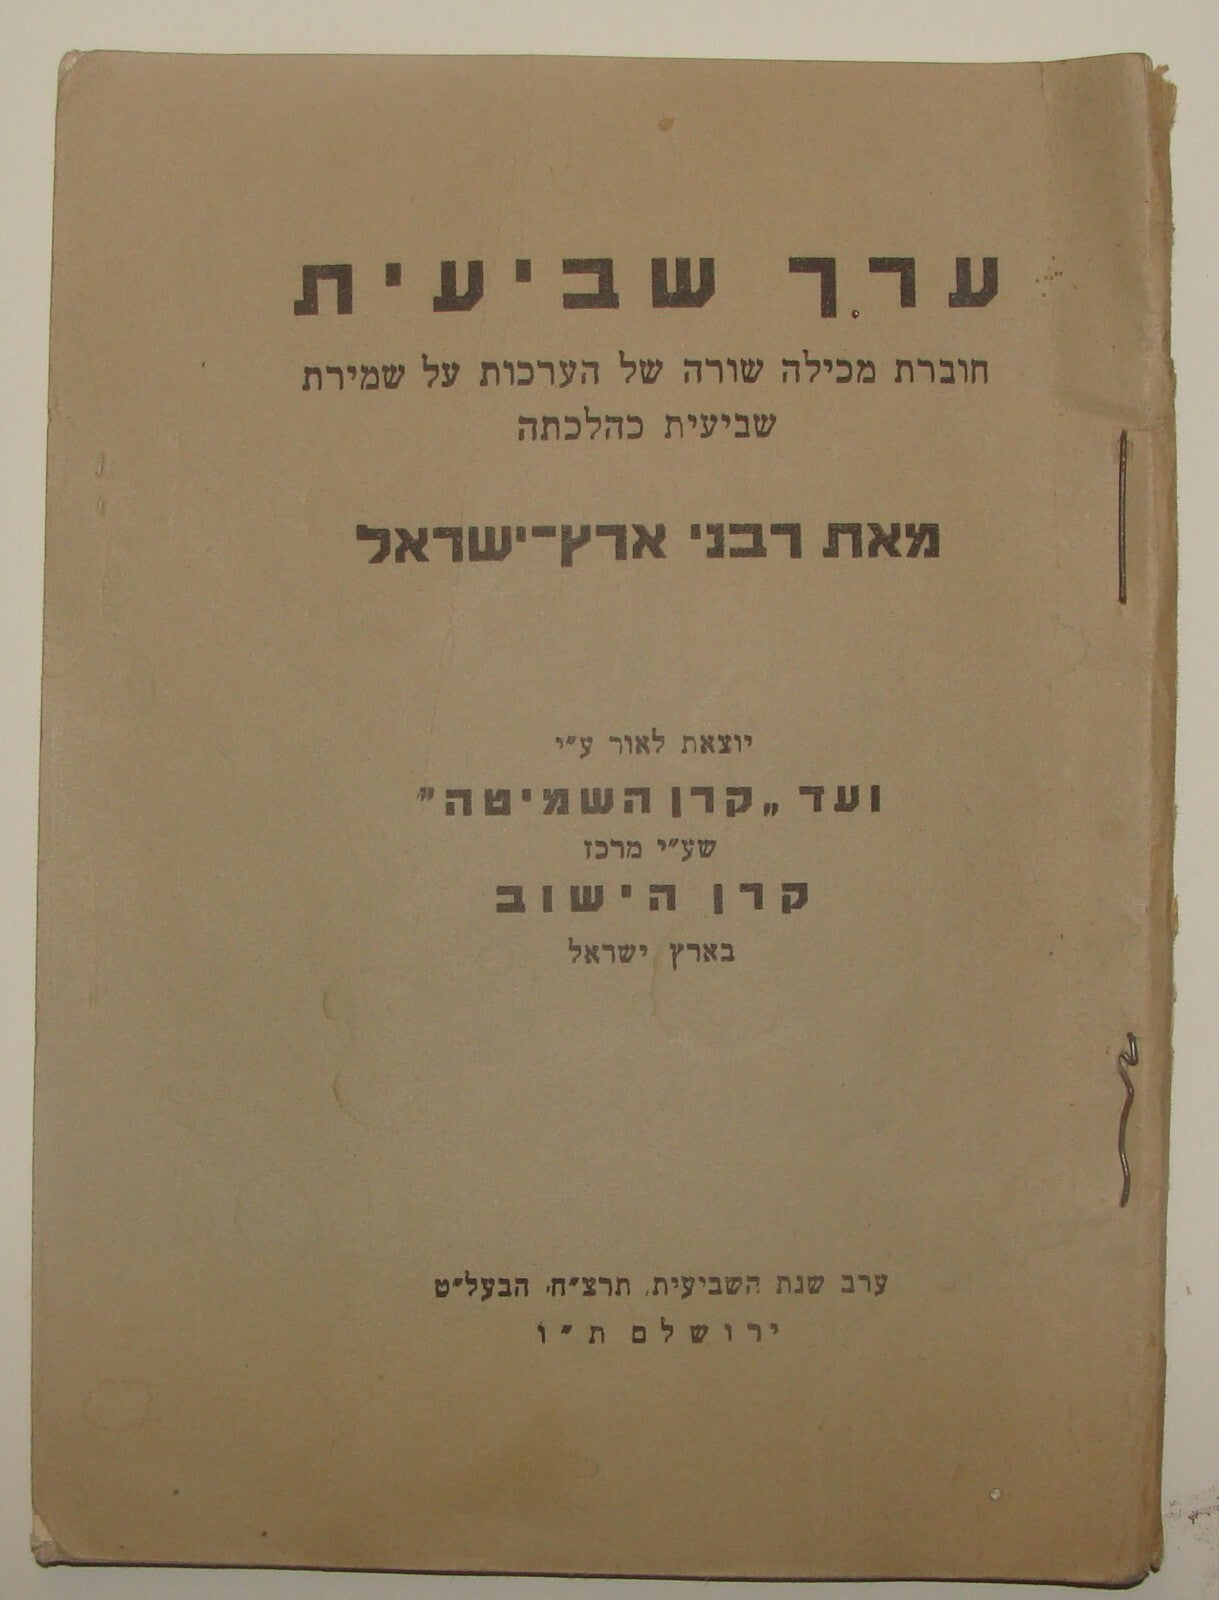 ערך שביעית
חוברת מכילה שורה של הערכות על שמירת
שביעית כהלכתה
מאת רבני ארץ־ישראל
יוצאת לאור ע״י
ועד „קרן השמיטה”
שע״י מרכז
קרן הישוב
בארץ ישראל
ערב שנת השביעית, תרצ״ח, הבעל״ט
ירושלם ת״ו